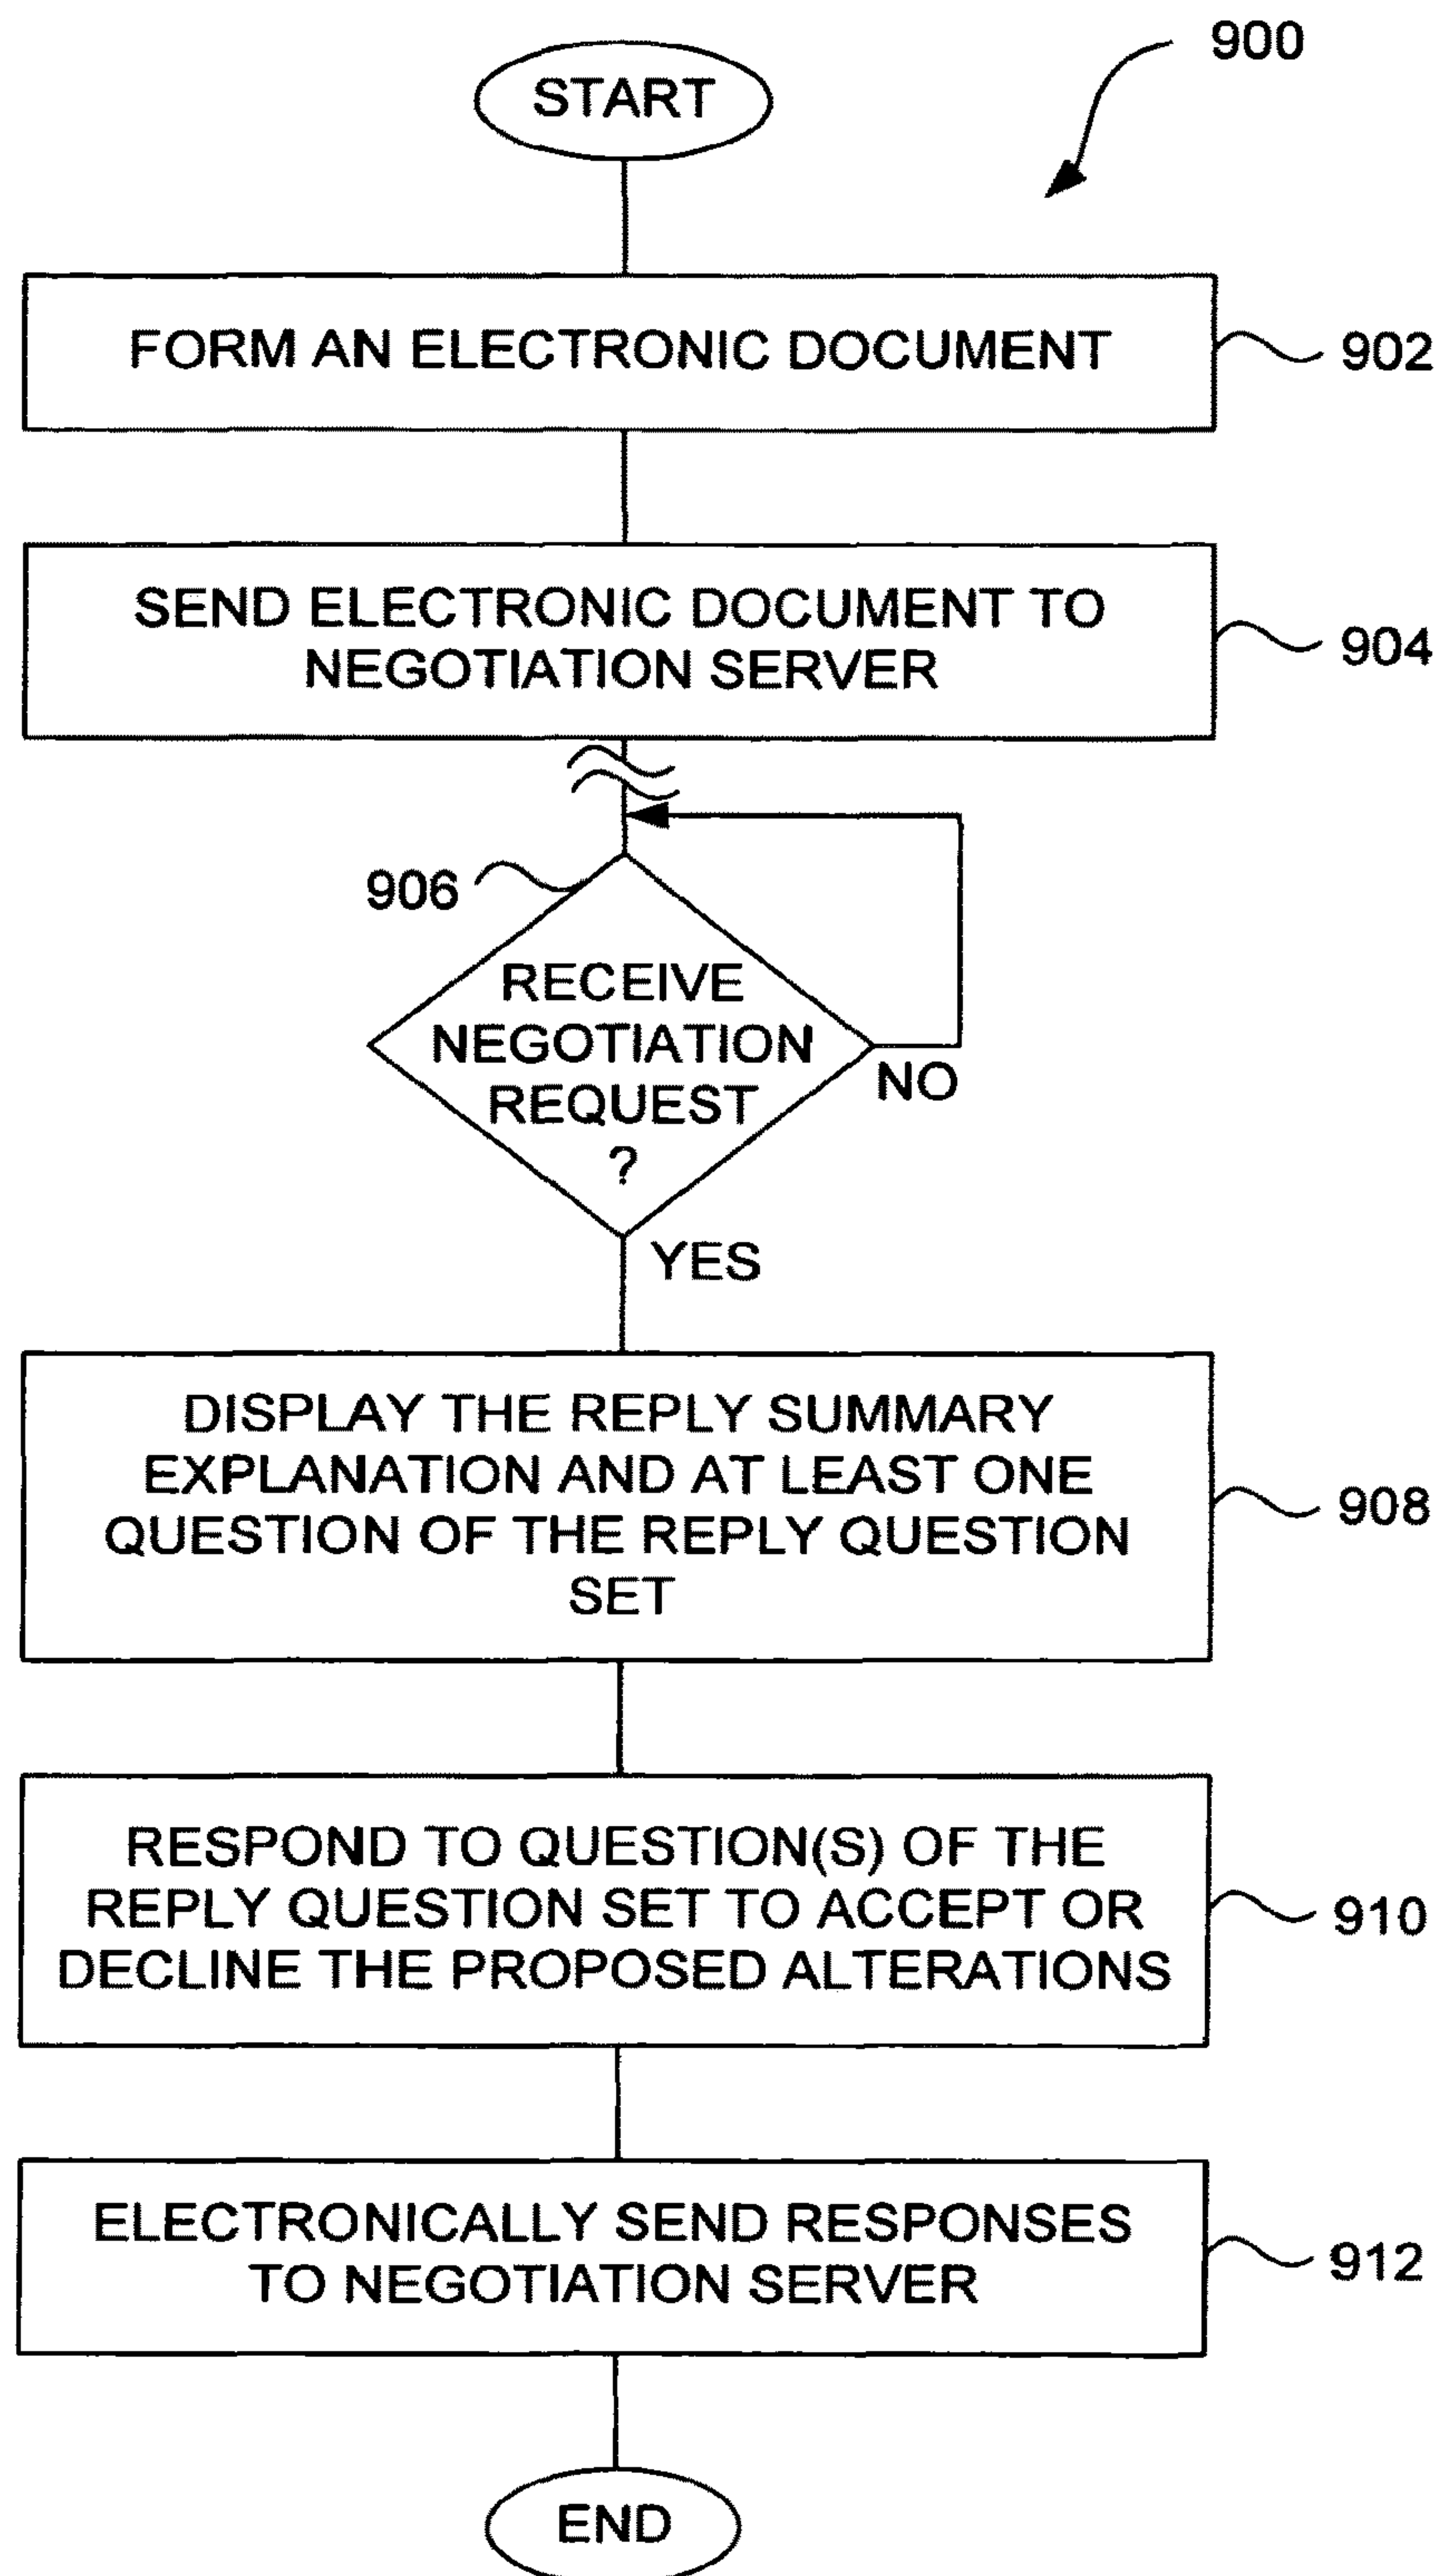 900
START
FORM AN ELECTRONIC DOCUMENT
902
SEND ELECTRONIC DOCUMENT TO
NEGOTIATION SERVER
904
906
RECEIVE
NEGOTIATION
REQUEST
?
NO
YES
DISPLAY THE REPLY SUMMARY
EXPLANATION AND AT LEAST ONE
QUESTION OF THE REPLY QUESTION
SET
908
RESPOND TO QUESTION(S) OF THE
REPLY QUESTION SET TO ACCEPT OR
DECLINE THE PROPOSED ALTERATIONS
910
ELECTRONICALLY SEND RESPONSES
TO NEGOTIATION SERVER
912
END